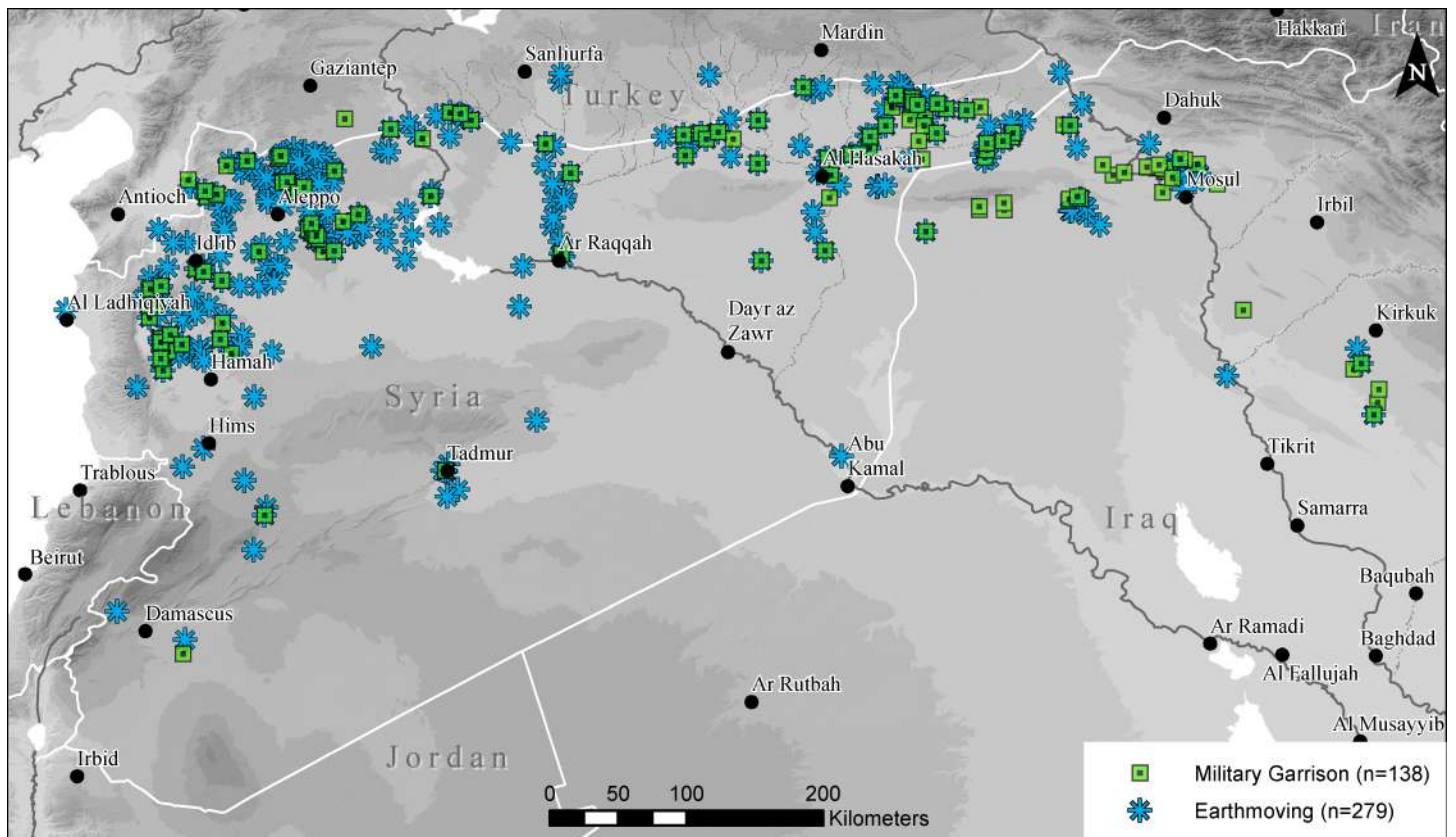 Hakkari
Iran
Mardin
Sanliurfa
Gaziantep
Turkey
Dahuk
N
Al Hasakah
Mosul
Antioch
Aleppo
Irbil
Idlib
Ar Raqqah
Al Ladhiqiyah
Dayr az
Zawr
Kirkuk
Hamah
Syria
Hims
Abu
Kamal
Tadmur
Tikrit
Trablous
Lebanon
Iraq
Samarra
Beirut
Baqubah
Damascus
Ar Ramadi
Baghdad
Al Fallujah
Ar Rutbah
Al Musayyib
Irbid
Jordan
0 50 100 200
Kilometers
Military Garrison (n=138)
Earthmoving (n=279)